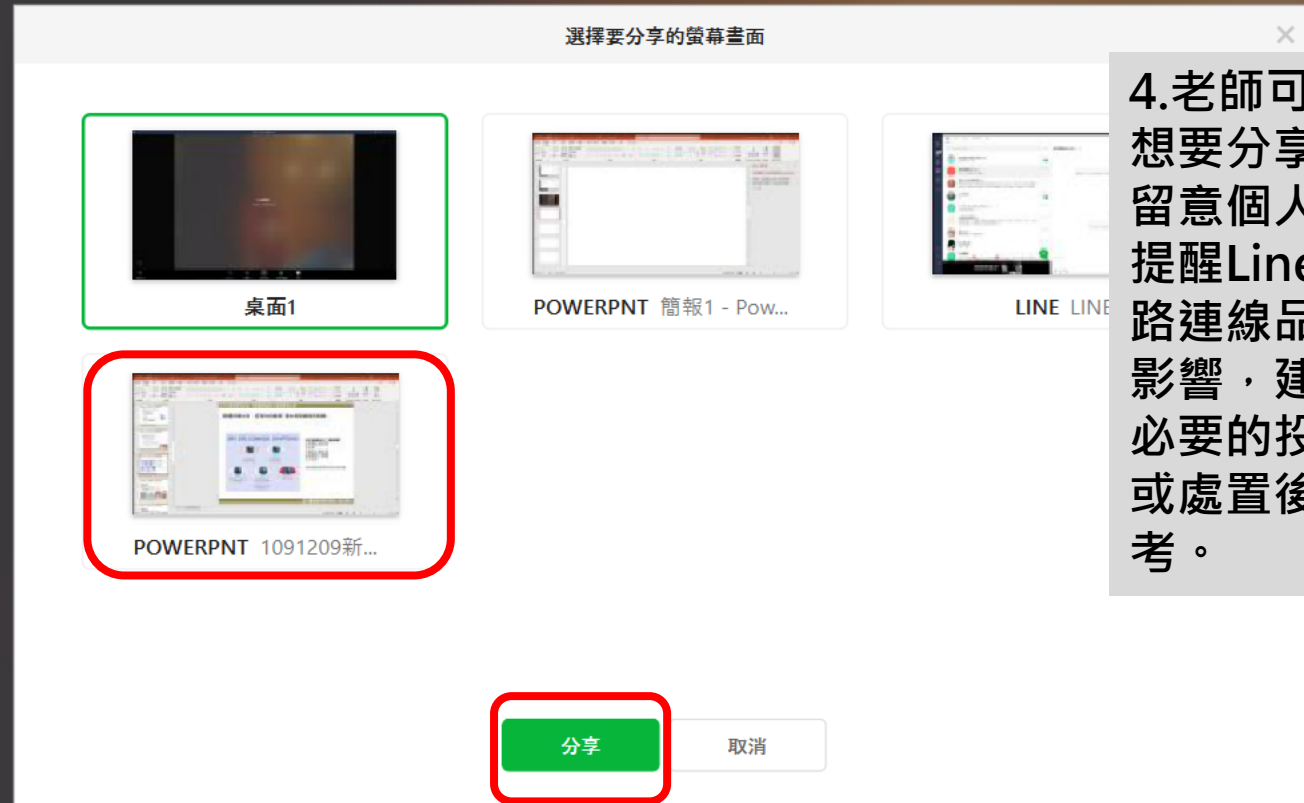 選擇要分享的螢幕畫面
4.老師可
想要分享
留意個人
提醒Line
路連線品
影響，建
必要的投
或處置後
考。
桌面1
POWERPNT 簡報1 - Pow...
LINE LINE
POWERPNT 1091209新...
分享
取消